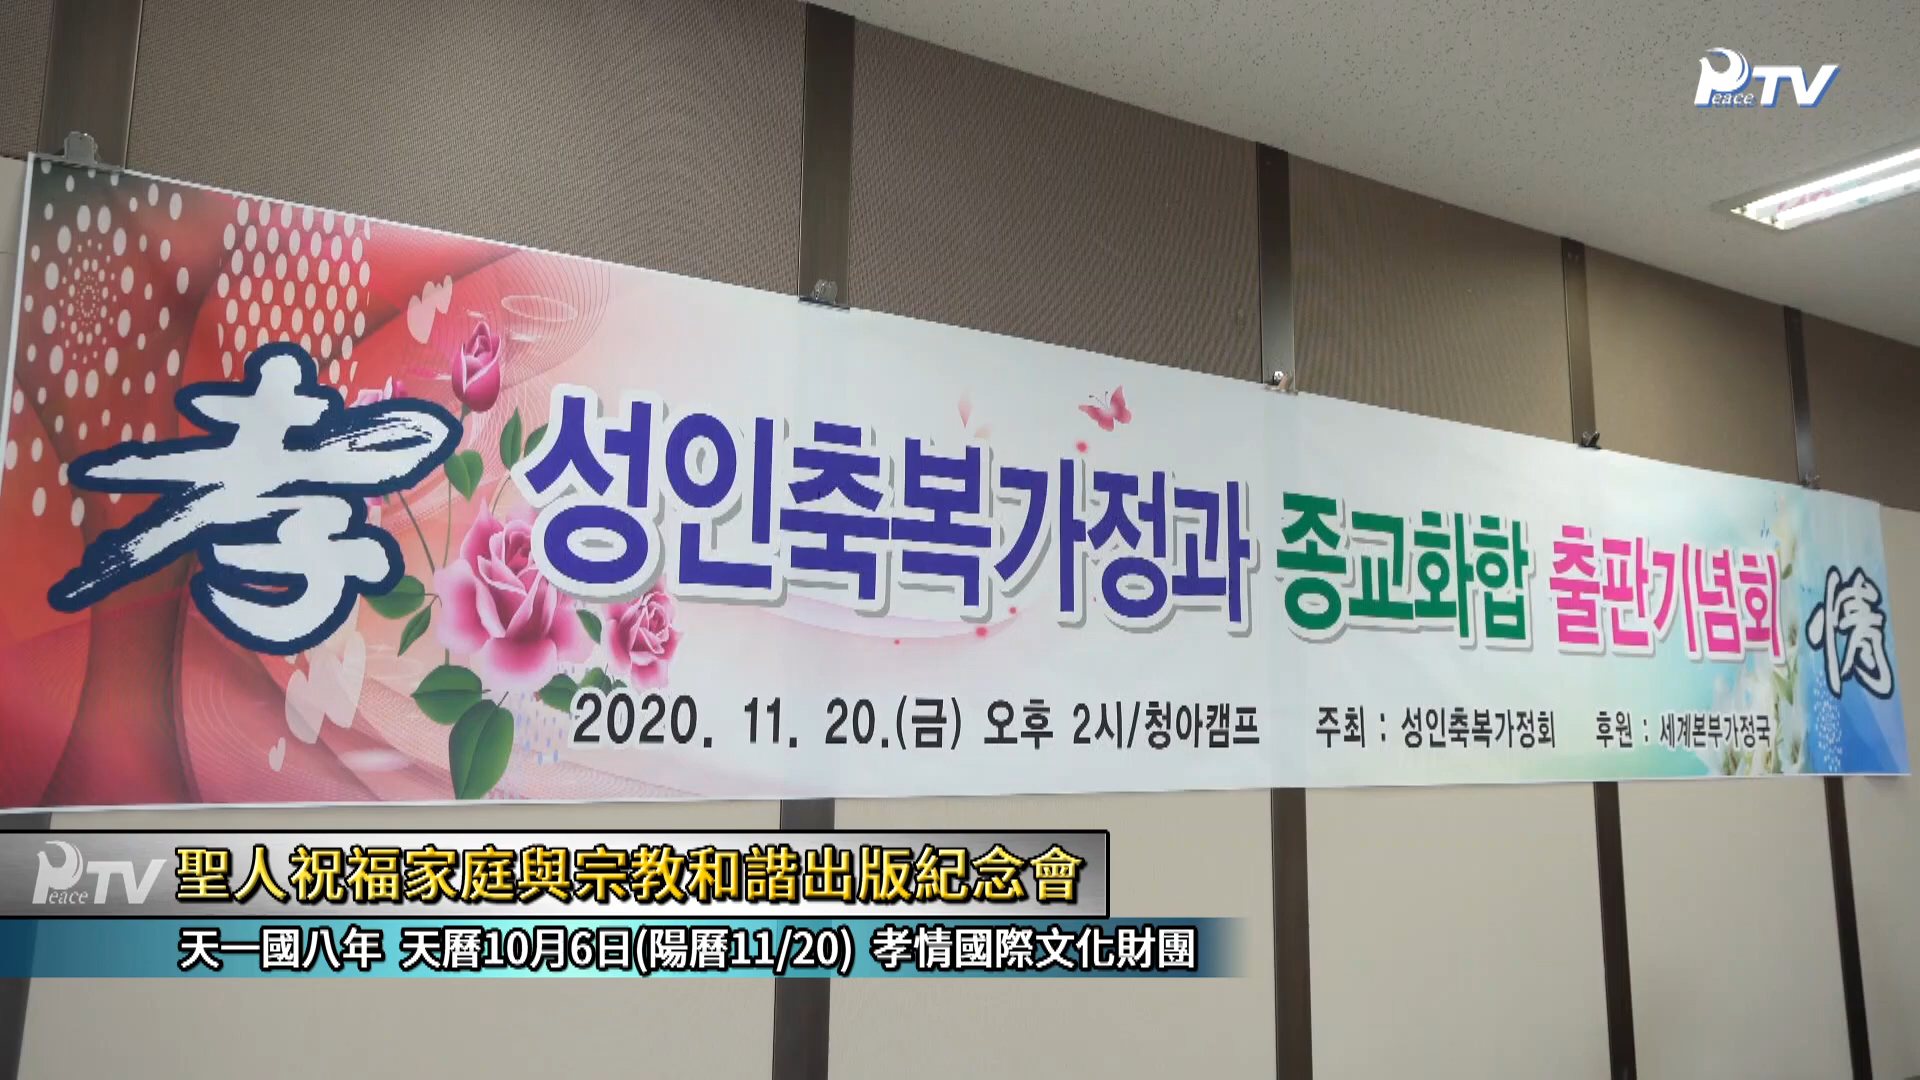 Peace TV
孝 성인축복가정과 종교화합 출판기념회 情
2020. 11. 20.(금) 오후 2시/청아캠프 주최 : 성인축복가정회 후원 : 세계본부가정국
Peace TV 聖人祝福家庭與宗教和諧出版紀念會
天一國八年 天曆10月6日(陽曆11/20) 孝情國際文化財團